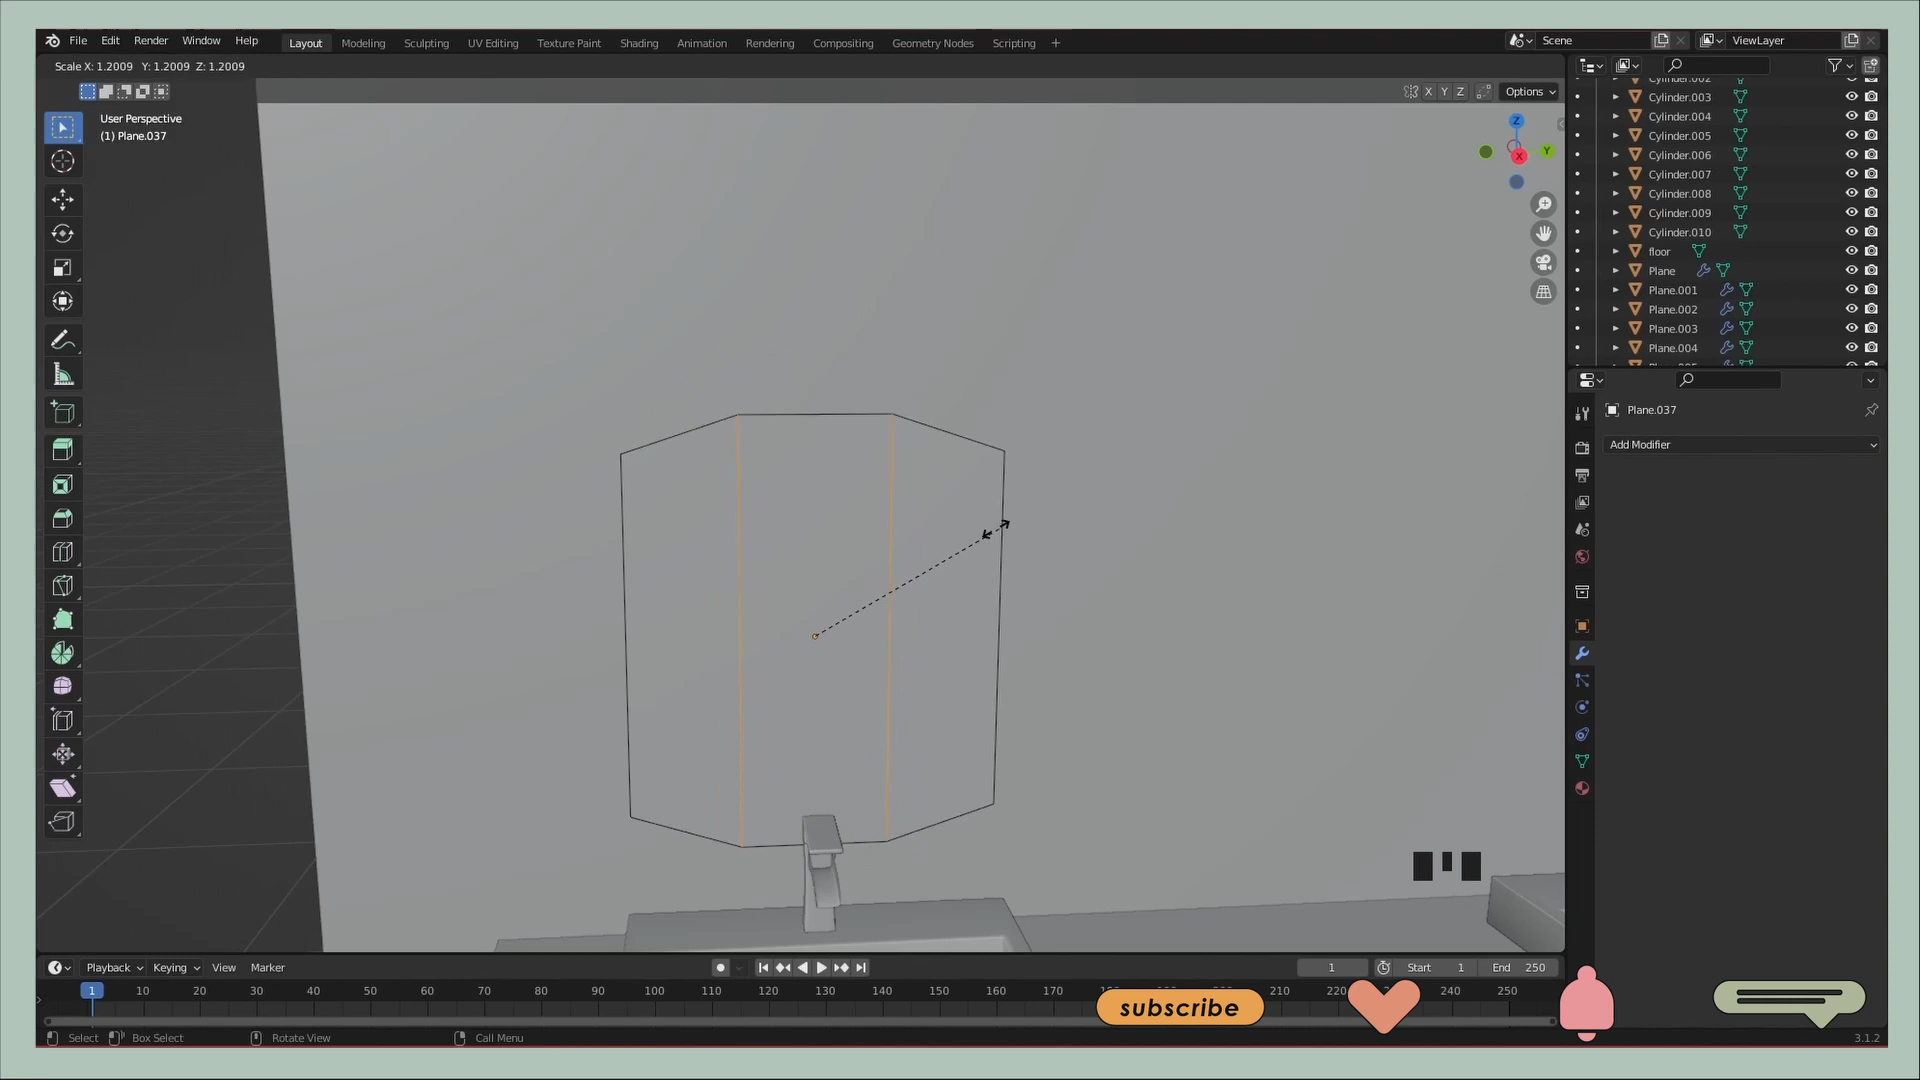 File Edit Render Window Help
Layout Modeling Sculpting UV Editing Texture Paint Shading Animation Rendering Compositing Geometry Nodes Scripting +
Scene
ViewLayer
Scale X: 1.2009 Y: 1.2009 Z: 1.2009
X Y Z
Options
User Perspective
(1) Plane.037
Z
X
Y
Cylinder.002
Cylinder.003
Cylinder.004
Cylinder.005
Cylinder.006
Cylinder.007
Cylinder.008
Cylinder.009
Cylinder.010
floor
Plane
Plane.001
Plane.002
Plane.003
Plane.004
Plane.037
Add Modifier
Playback Keying View Marker
1 Start 1 End 250
1 10 20 30 40 50 60 70 80 90 100 110 120 130 140 150 160 170 220 240 250
subscribe
Select Box Select Rotate View Call Menu
3.1.2